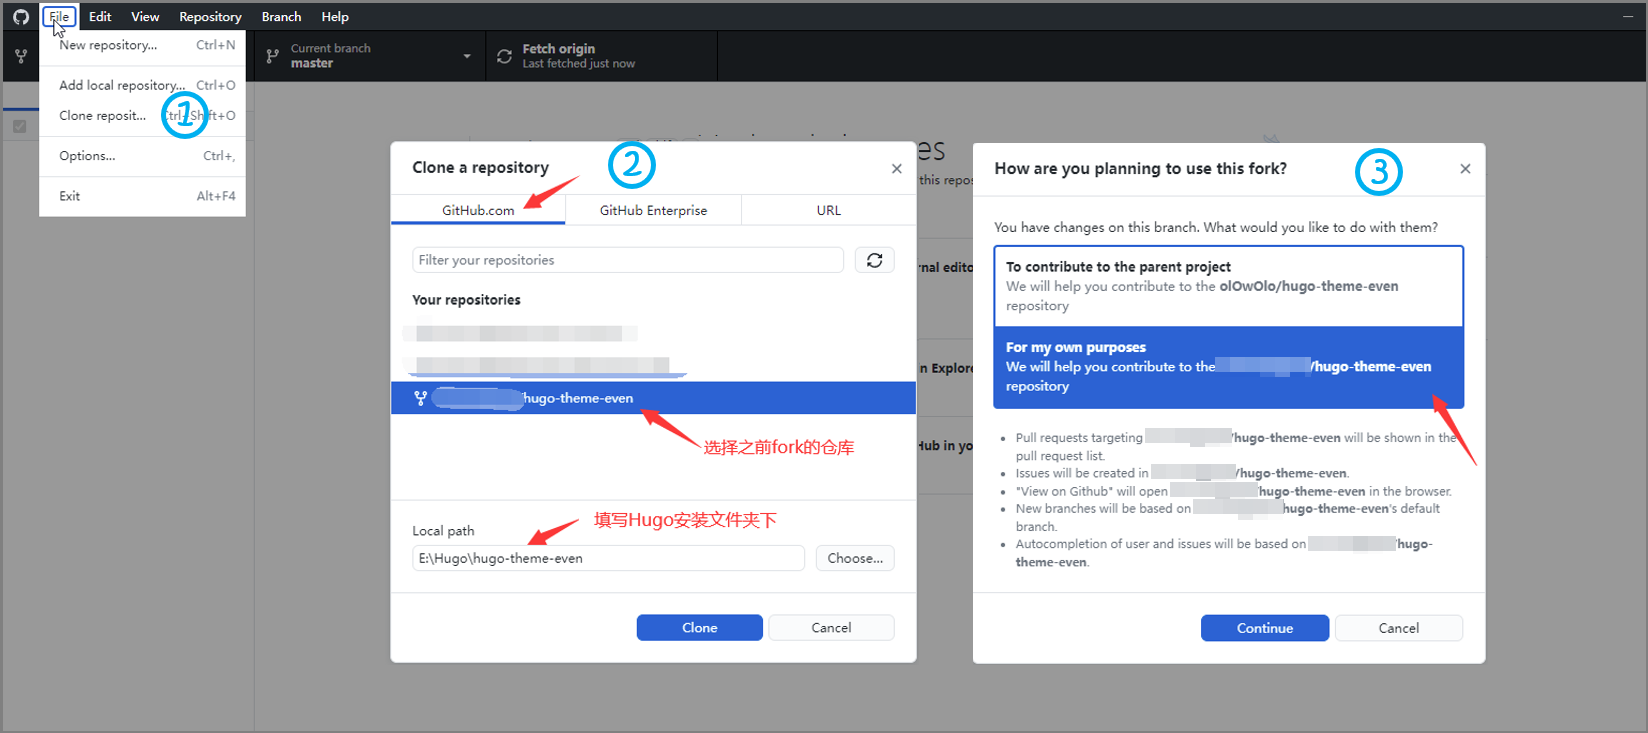 File Edit View Repository Branch Help
New repository... Ctrl+N
Add local repository... Ctrl+O
Clone reposit... Ctrl+Shift+O
Options... Ctrl+,
Exit Alt+F4
Current branch
master
Fetch origin
Last fetched just now
1
es
this repos
rnal edito
n Explore
Hub in yo
Clone a repository
2
GitHub.com GitHub Enterprise URL
Filter your repositories
Your repositories
/hugo-theme-even
选择之前fork的仓库
填写Hugo安装文件夹下
Local path
E:\Hugo\hugo-theme-even Choose...
Clone Cancel
How are you planning to use this fork?
3
You have changes on this branch. What would you like to do with them?
To contribute to the parent project
We will help you contribute to the olOwOlo/hugo-theme-even
repository
For my own purposes
We will help you contribute to the /hugo-theme-even
repository
Pull requests targeting /hugo-theme-even will be shown in the
pull request list.
Issues will be created in /hugo-theme-even.
"View on Github" will open /hugo-theme-even in the browser.
New branches will be based on hugo-theme-even's default
branch.
Autocompletion of user and issues will be based on /hugo-
theme-even.
Continue Cancel